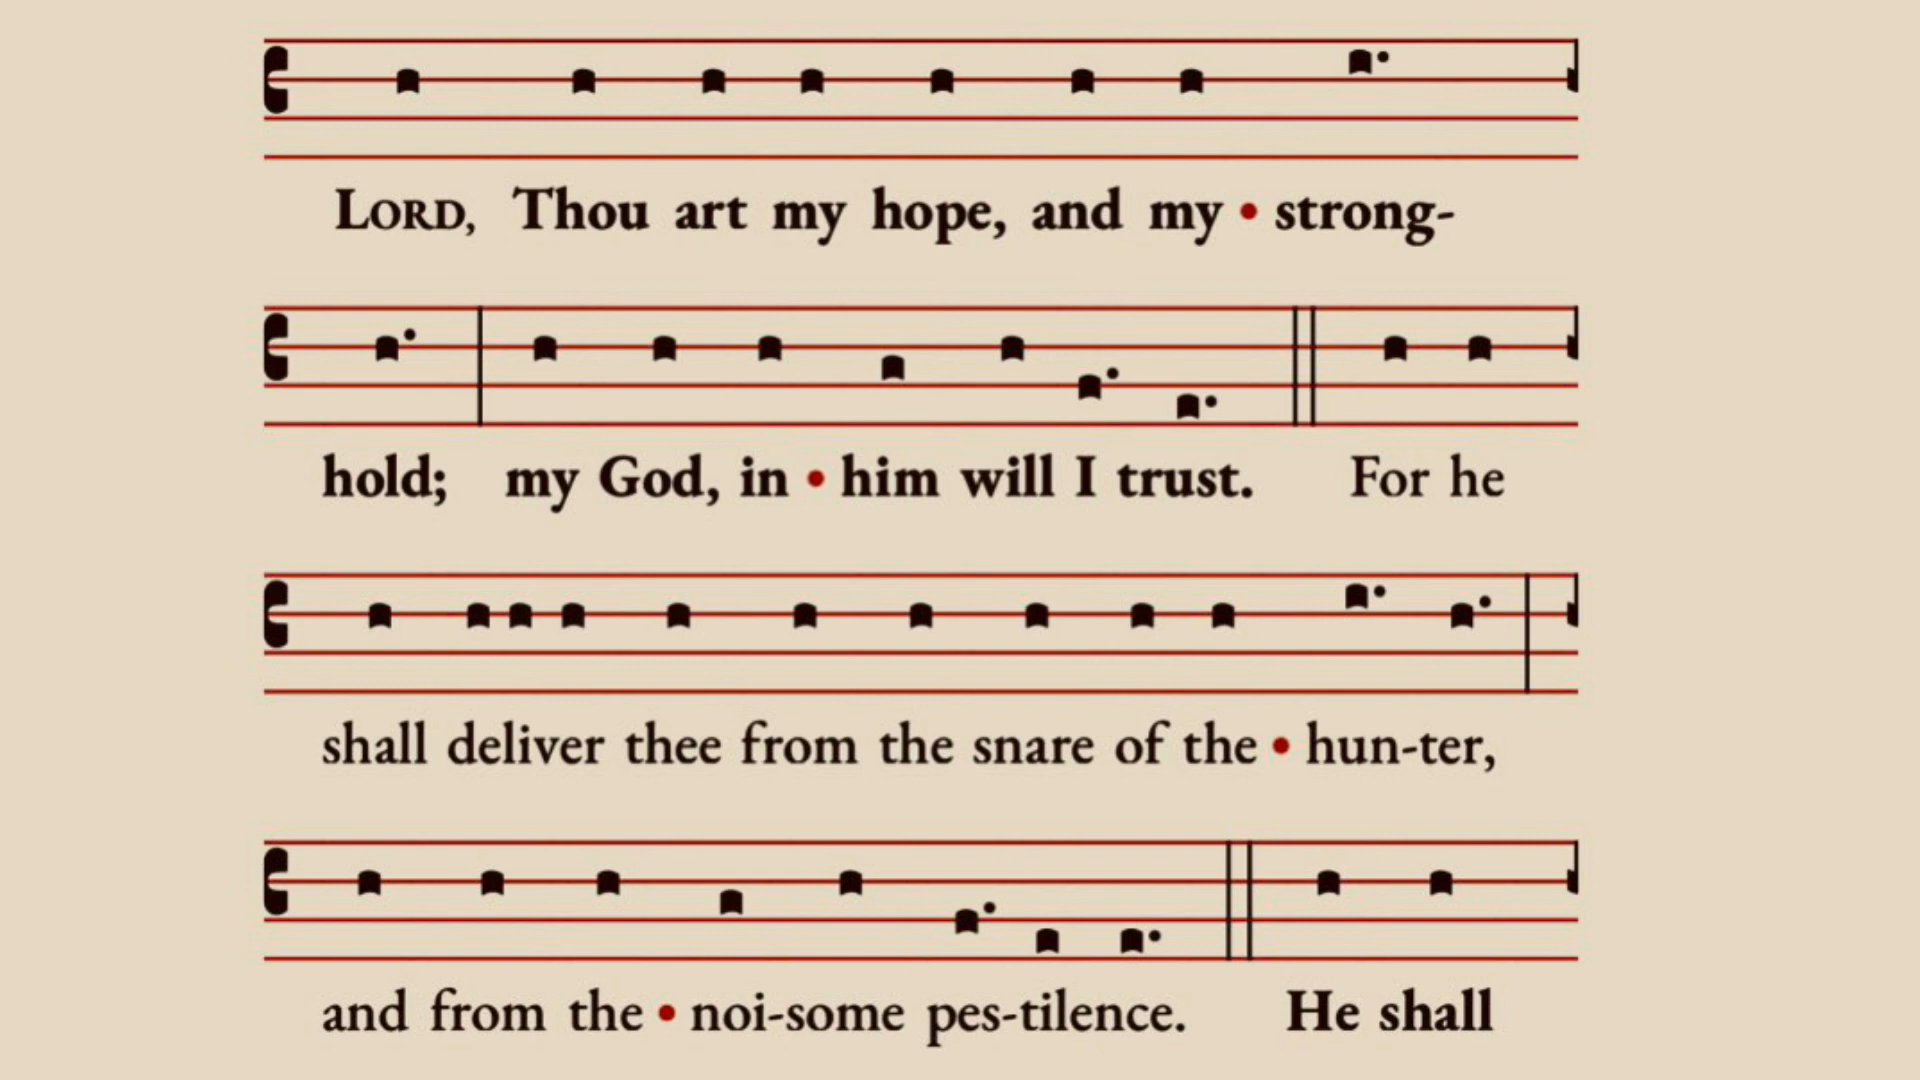 LORD, Thou art my hope, and my • strong-
hold; my God, in • him will I trust. For he
shall deliver thee from the snare of the • hun-ter,
and from the • noi-some pes-tilence. He shall